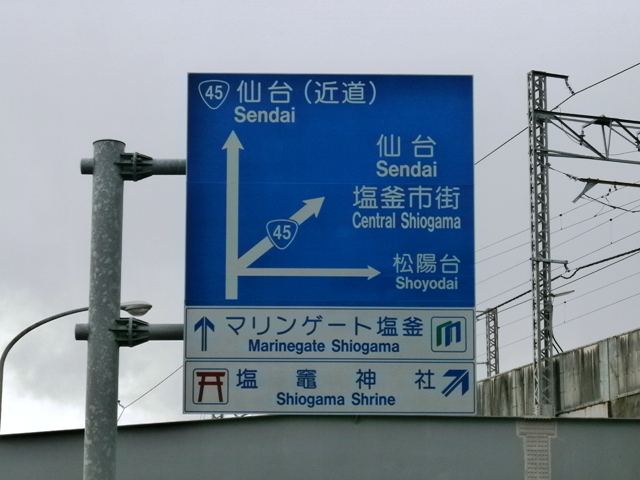 45 仙台（近道）
Sendai
仙台
Sendai
塩釜市街
Central Shiogama
45
松陽台
Shoyodai
マリンゲート塩釜
Marinegate Shiogama
塩竈神社
Shiogama Shrine